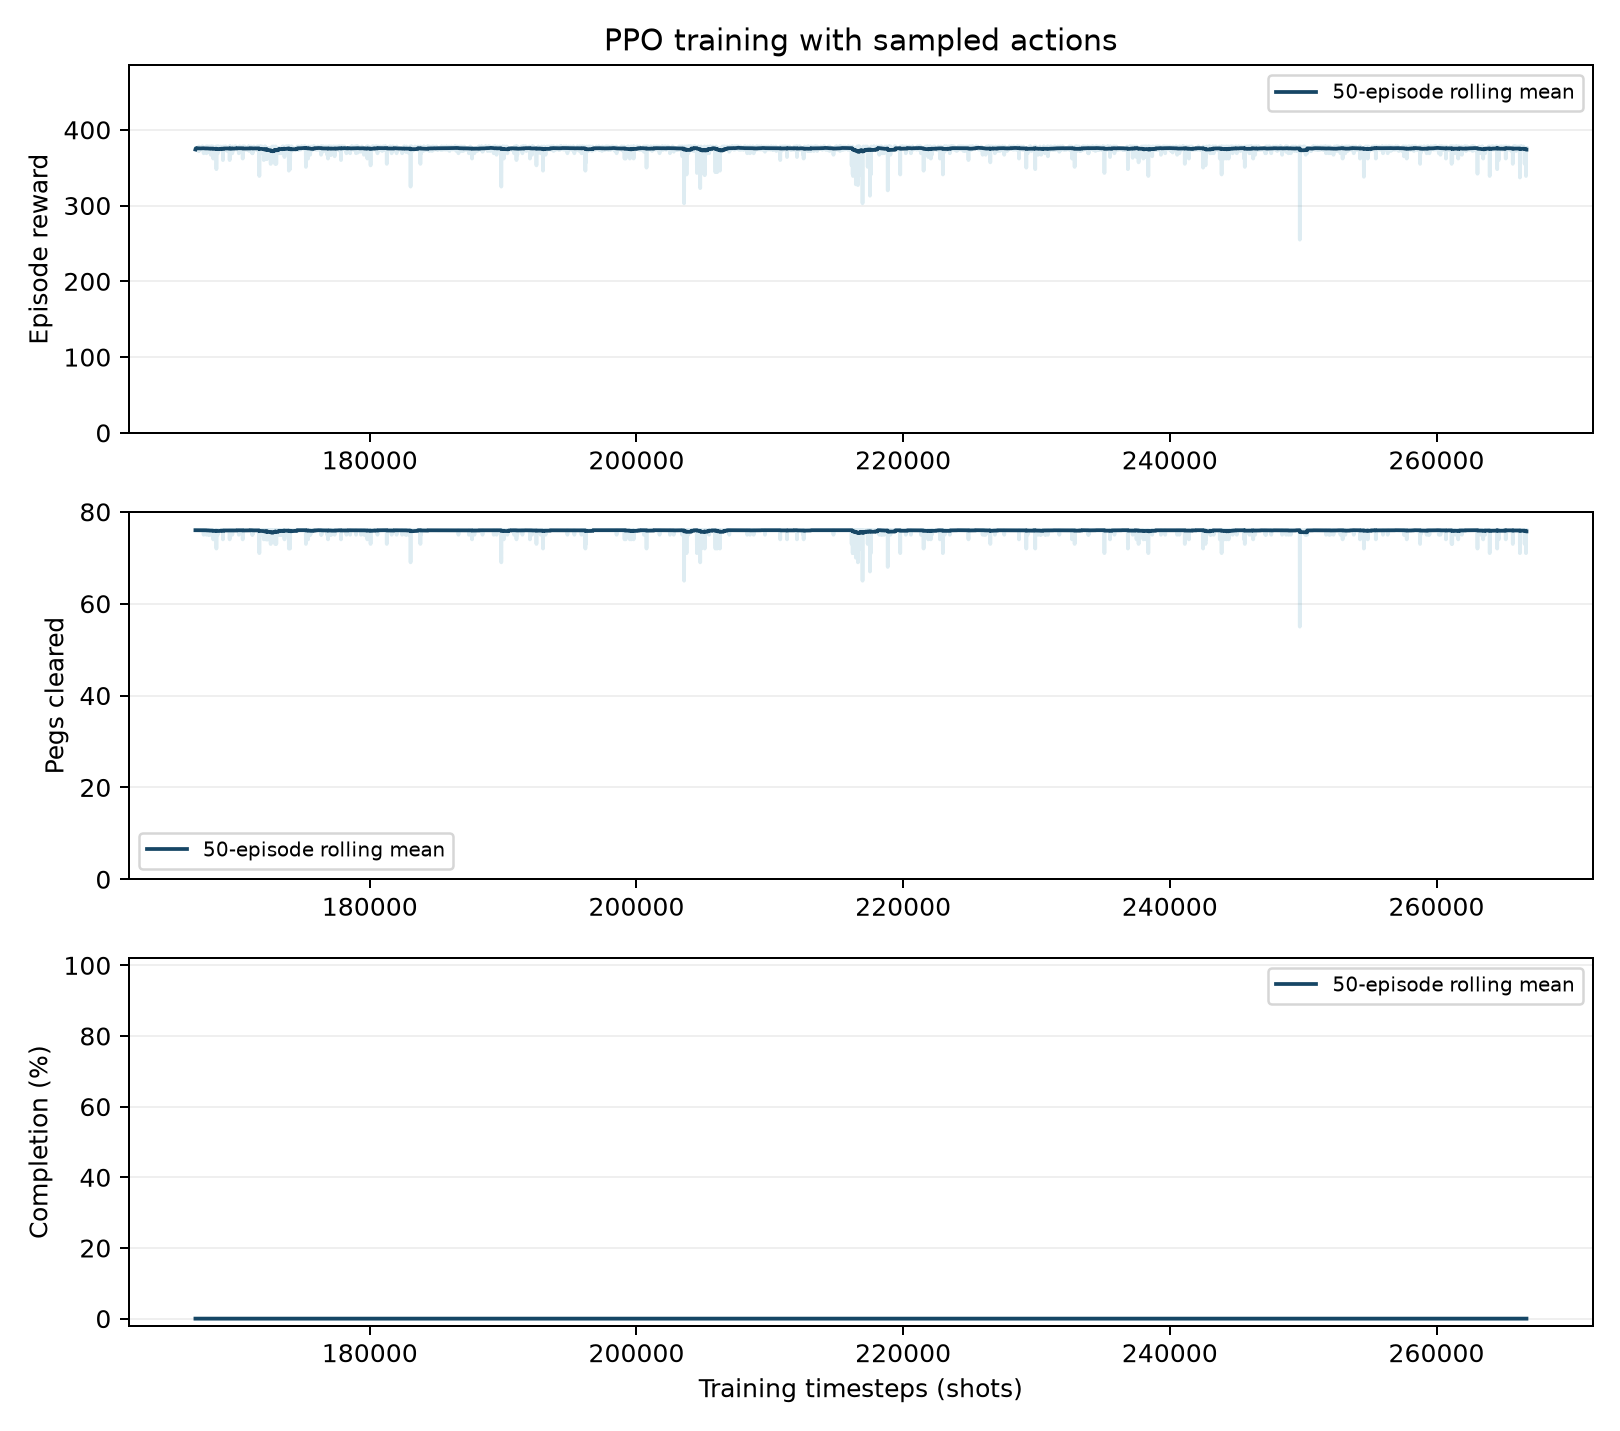 PPO training with sampled actions
50-episode rolling mean
Episode reward
400
300
200
100
0
180000 200000 220000 240000 260000
Pegs cleared
80
60
40
20
0
50-episode rolling mean
180000 200000 220000 240000 260000
50-episode rolling mean
Completion (%)
100
80
60
40
20
0
180000 200000 220000 240000 260000
Training timesteps (shots)